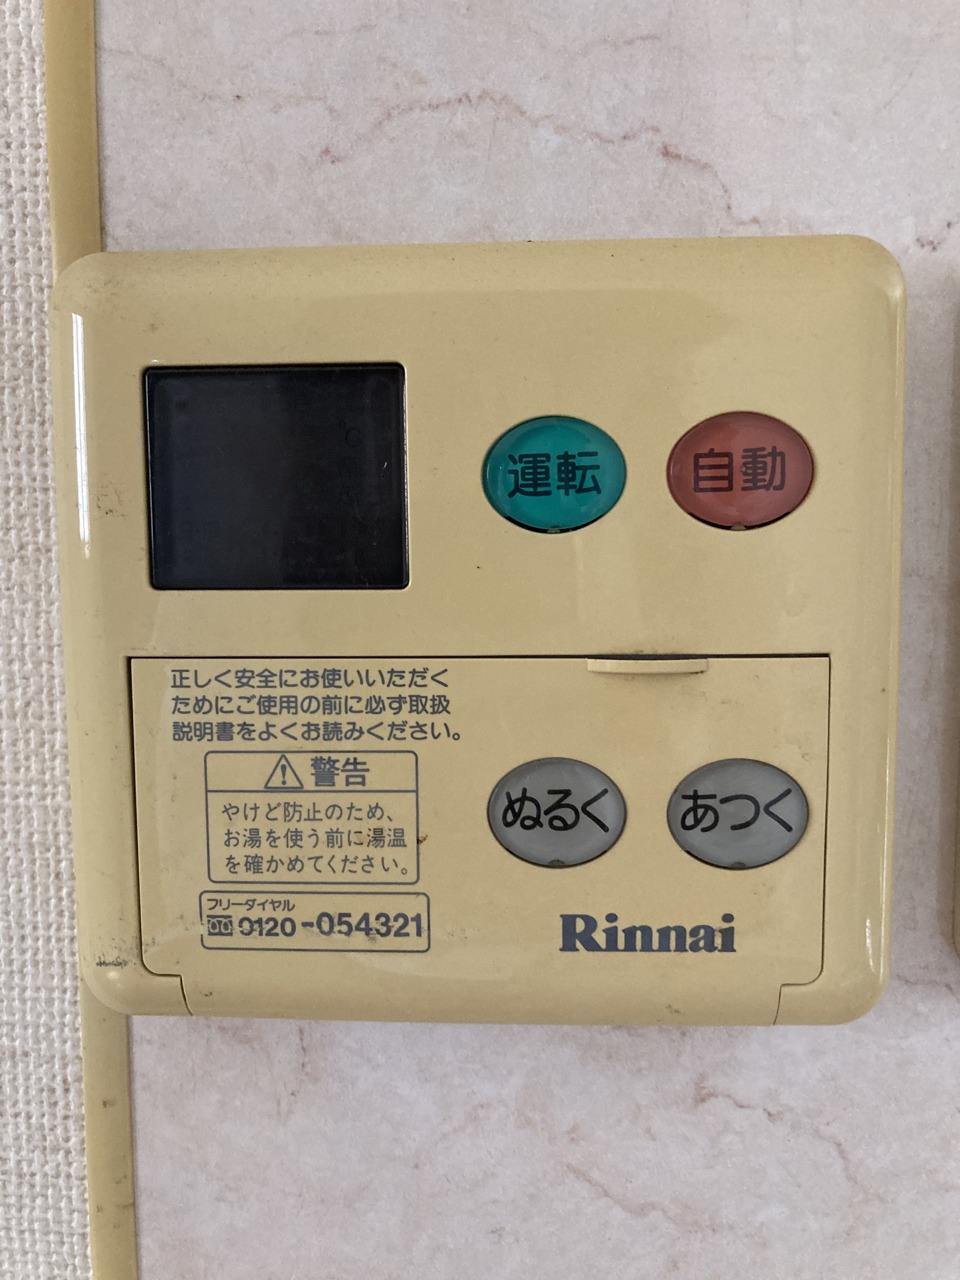 ℃
運転
自動
正しく安全にお使いいただく
ためにご使用の前に必ず取扱
説明書をよくお読みください。
警告
やけど防止のため、
お湯を使う前に湯温
を確かめてください。
フリーダイヤル
0120-054321
ぬるく
あつく
Rinnai